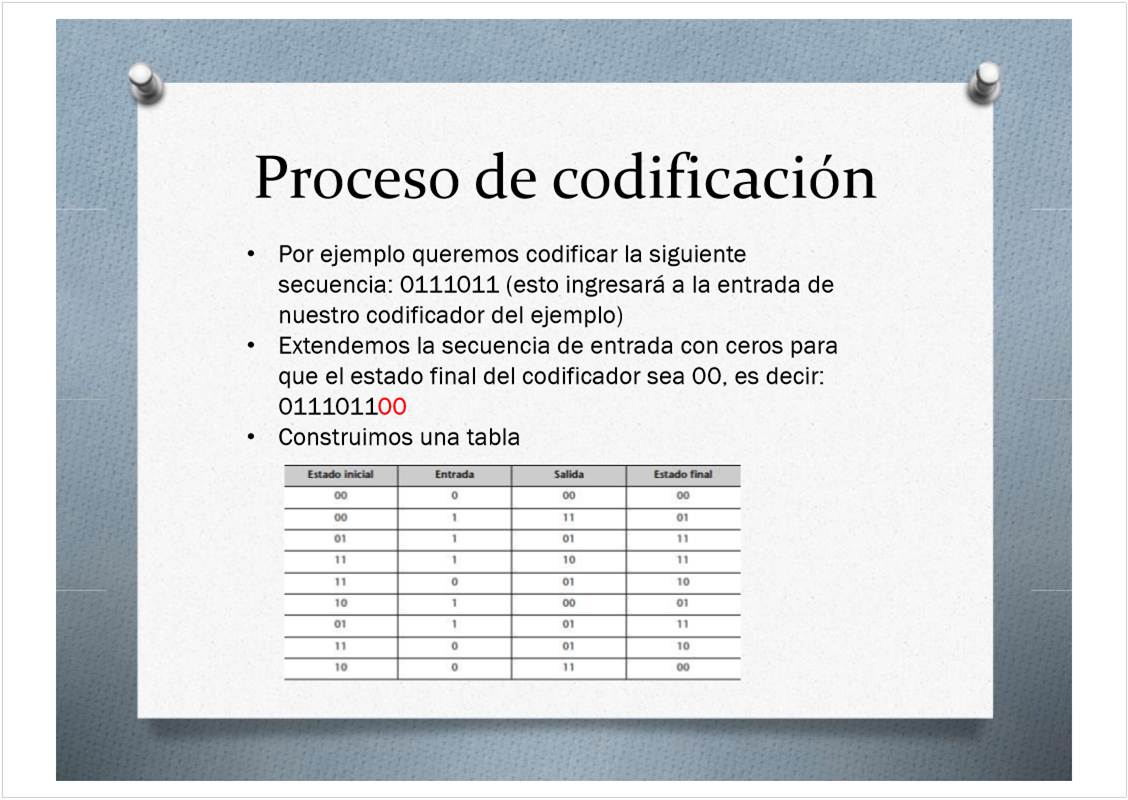 Proceso de codificación
• Por ejemplo queremos codificar la siguiente
secuencia: 0111011 (esto ingresará a la entrada de
nuestro codificador del ejemplo)
• Extendemos la secuencia de entrada con ceros para
que el estado final del codificador sea 00, es decir:
011101100
• Construimos una tabla
Estado inicial Entrada Salida Estado final
00 0 00 00
00 1 11 01
01 1 01 11
11 1 10 11
11 0 01 10
10 1 00 01
01 1 01 11
11 0 01 10
10 0 11 00